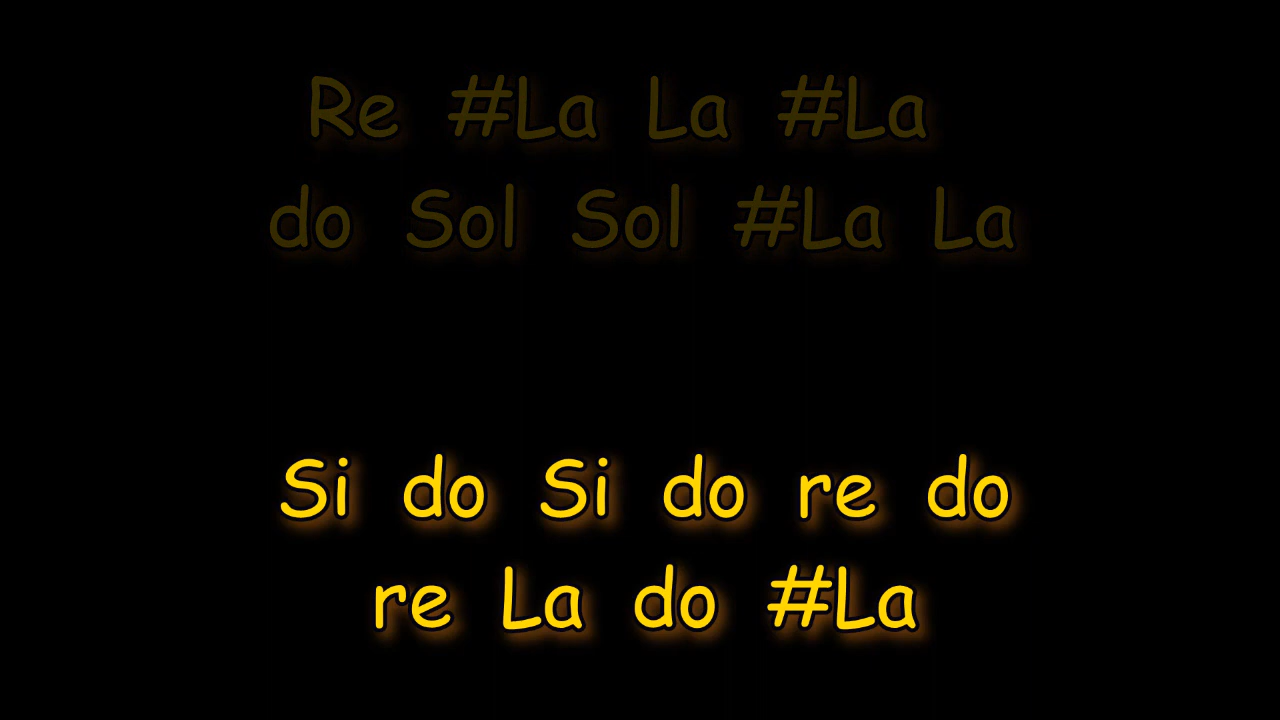 Re #La La #La
do Sol Sol #La La
Si do Si do re do
re La do #La